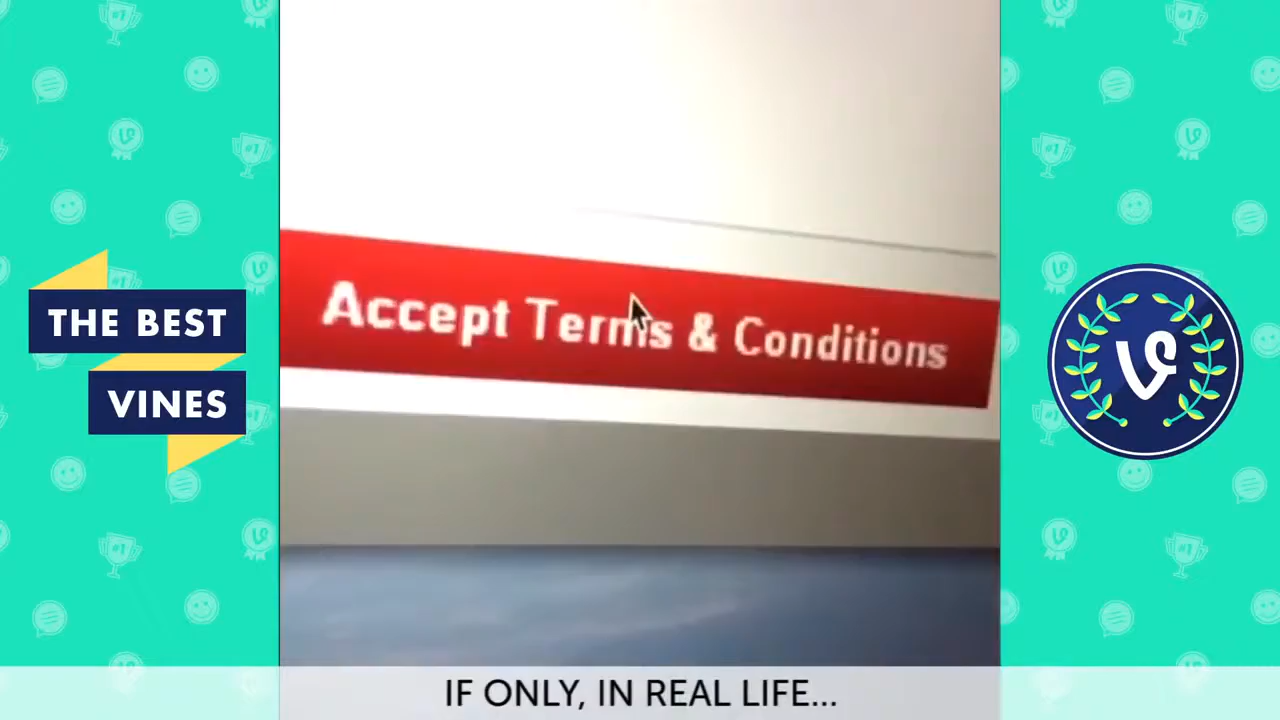 THE BEST
VINES
Accept Terms & Conditions
IF ONLY, IN REAL LIFE...